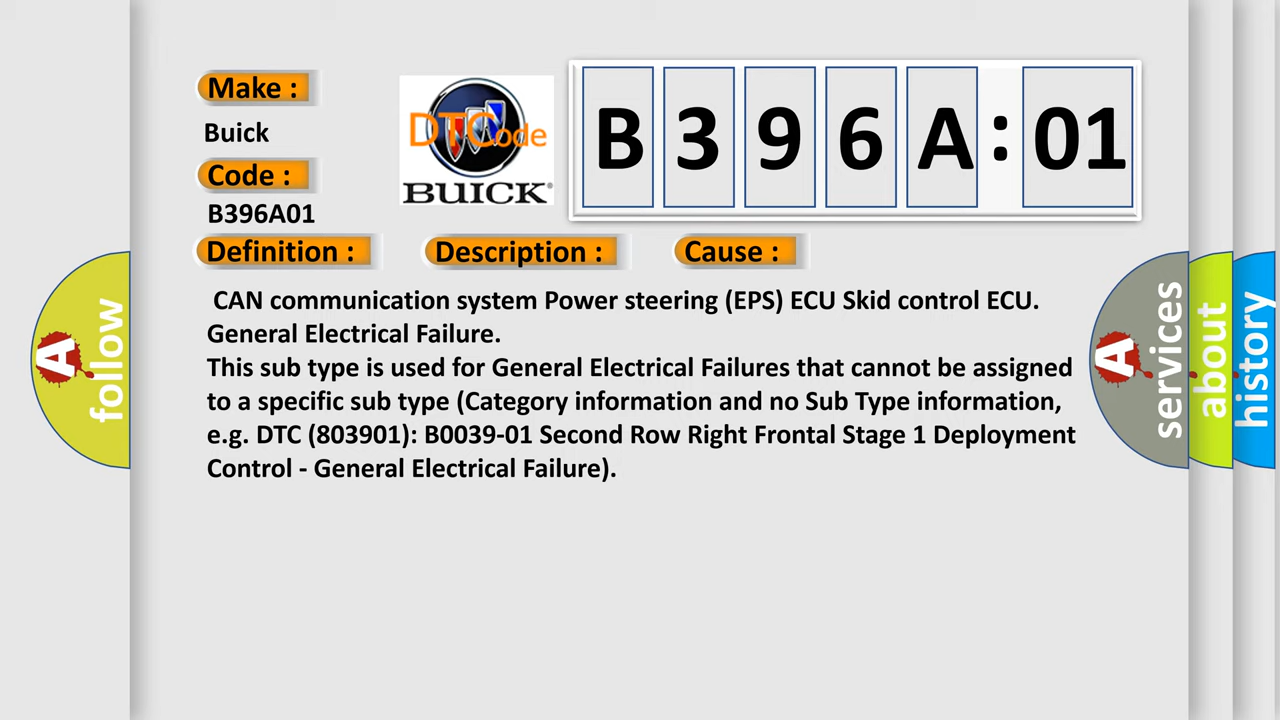 Make :
Buick
Code :
B396A01
DTCode
BUICK®
B396A:01
Definition :
Description :
Cause :
CAN communication system Power steering (EPS) ECU Skid control ECU.
General Electrical Failure.
This sub type is used for General Electrical Failures that cannot be assigned
to a specific sub type (Category information and no Sub Type information,
e.g. DTC (803901): B0039-01 Second Row Right Frontal Stage 1 Deployment
Control - General Electrical Failure).
A follow
A services
about
history